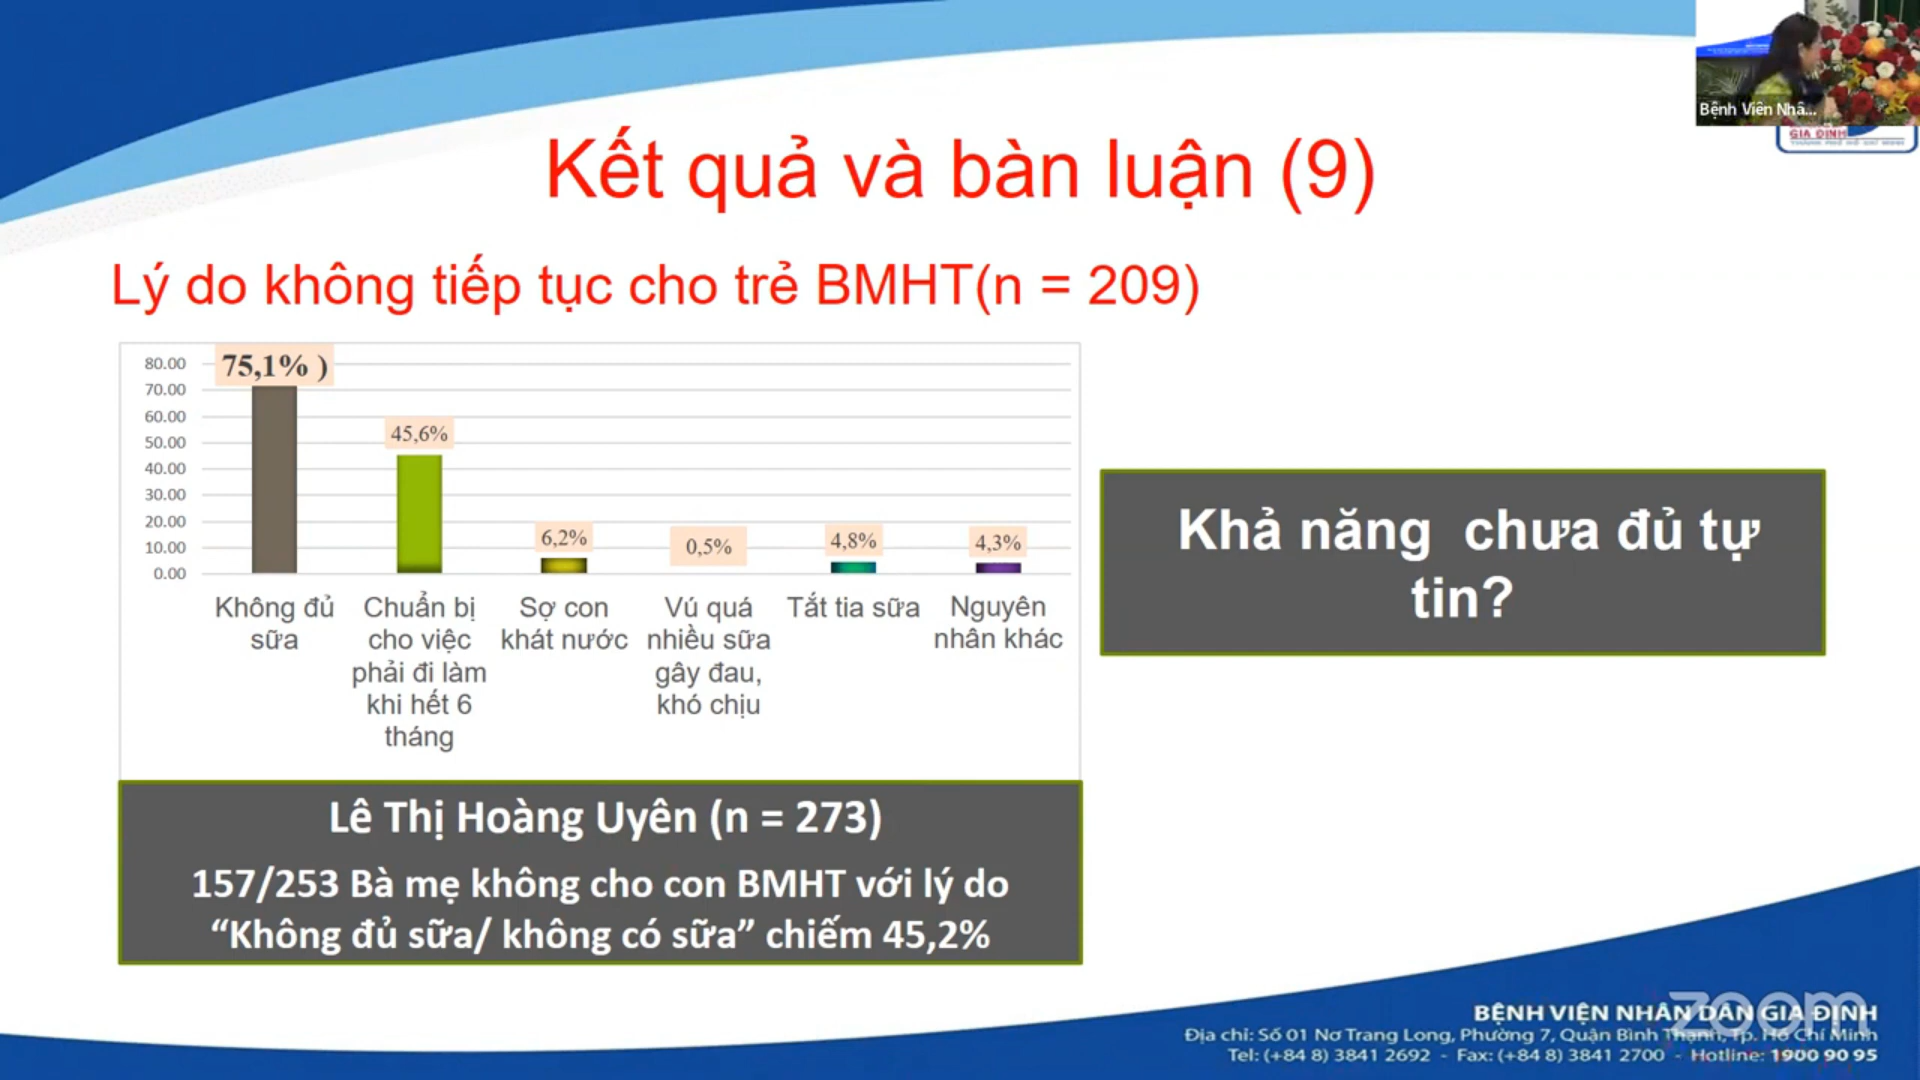 Bệnh Viên Nhâ...
GIA ĐỊNH
THÀNH PHỐ HỒ CHÍ MINH
Kết quả và bàn luận (9)
Lý do không tiếp tục cho trẻ BMHT(n = 209)
80.00
70.00
60.00
50.00
40.00
30.00
20.00
10.00
0.00
75,1% )
45,6%
6,2%
0,5%
4,8%
4,3%
Không đủ
sữa
Chuẩn bị
cho việc
phải đi làm
khi hết 6
tháng
Sợ con
khát nước
Vú quá
nhiều sữa
gây đau,
khó chịu
Tắt tia sữa
Nguyên
nhân khác
Khả năng  chưa đủ tự
tin?
Lê Thị Hoàng Uyên (n = 273)
157/253 Bà mẹ không cho con BMHT với lý do
“Không đủ sữa/ không có sữa” chiếm 45,2%
zoom
BỆNH VIỆN NHÂN DÂN GIA ĐỊNH
Địa chỉ: Số 01 Nơ Trang Long, Phường 7, Quận Bình Thạnh, Tp. Hồ Chí Minh
Tel: (+84 8) 3841 2692 - Fax: (+84 8) 3841 2700 - Hotline: 1900 90 95